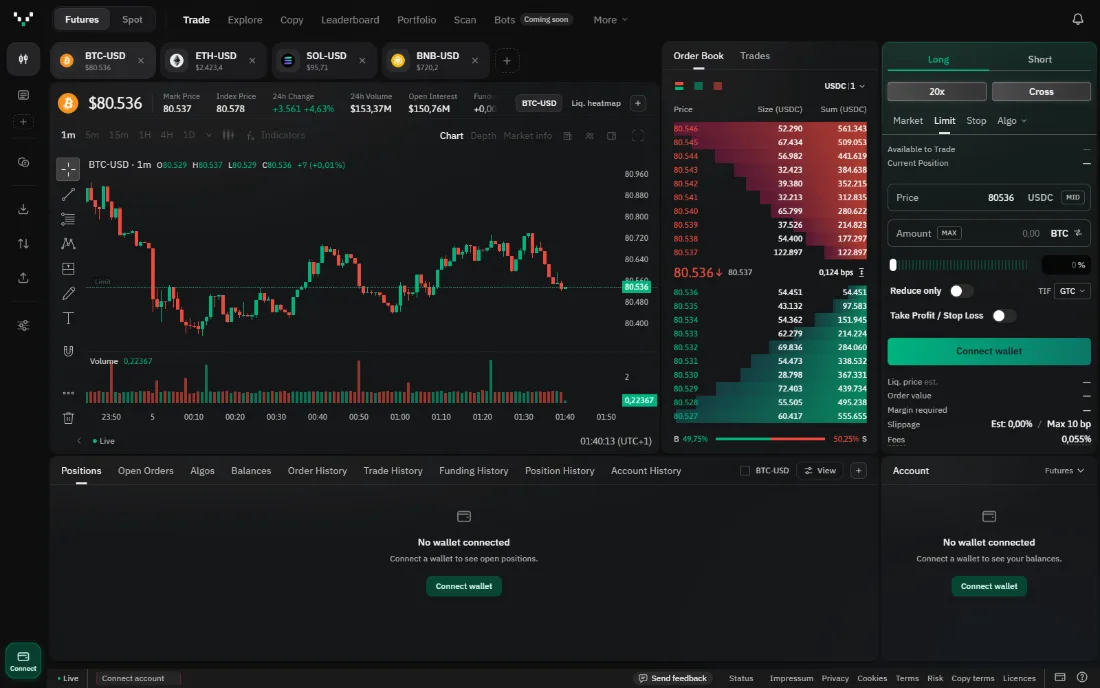 Futures Spot Trade Explore Copy Leaderboard Portfolio Scan Bots Coming soon More
BTC-USD
$80.536
ETH-USD
$2.423,4
SOL-USD
$95,71
BNB-USD
$720,2
$80.536
Mark Price
80.537
Index Price
80.578
24h Change
+3.561 +4,63%
24h Volume
$153,37M
Open Interest
$150,76M
+0,00
BTC-USD
Liq. heatmap
1m 5m 15m 1H 4H 1D Indicators
Chart Depth Market info
BTC-USD · 1m O80.529 H80.537 L80.529 C80.536 +7 (+0,01%)
80.960
80.880
80.800
80.720
80.640
80.560
80.536
80.480
80.400
Limit
Volume 0,22367
2
0,22367
23:50 5 00:10 00:20 00:30 00:40 00:50 01:00 01:10 01:20 01:30 01:40 01:50
Live
01:40:13 (UTC+1)
Order Book Trades
USDC 1
Price Size (USDC) Sum (USDC)
80.546 52.290 561.343
80.545 67.434 509.053
80.544 56.982 441.619
80.543 32.423 384.638
80.542 39.380 352.215
80.541 32.213 312.835
80.540 65.799 280.622
80.539 37.526 214.823
80.538 54.400 177.297
80.537 122.897 122.897
80.536↓ 80.537 0,124 bps
80.536 54.451 54.451
80.535 43.132 97.583
80.534 54.362 151.945
80.533 62.279 214.224
80.532 69.836 284.060
80.531 54.473 338.532
80.530 28.798 367.331
80.529 72.403 439.734
80.528 55.505 495.238
80.527 60.417 555.655
B 49,75% 50,25% S
Long Short
20x Cross
Market Limit Stop Algo
Available to Trade —
Current Position —
Price 80536 USDC MID
Amount MAX 0,00 BTC
0 %
Reduce only TIF GTC
Take Profit / Stop Loss
Connect wallet
Liq. price est. —
Order value —
Margin required —
Slippage Est: 0,00% / Max 10 bp
Fees 0,055%
Positions Open Orders Algos Balances Order History Trade History Funding History Position History Account History
BTC-USD View
No wallet connected
Connect a wallet to see open positions.
Connect wallet
Account Futures
No wallet connected
Connect a wallet to see your balances.
Connect wallet
Connect
Live Connect account
Send feedback Status Impressum Privacy Cookies Terms Risk Copy terms Licences